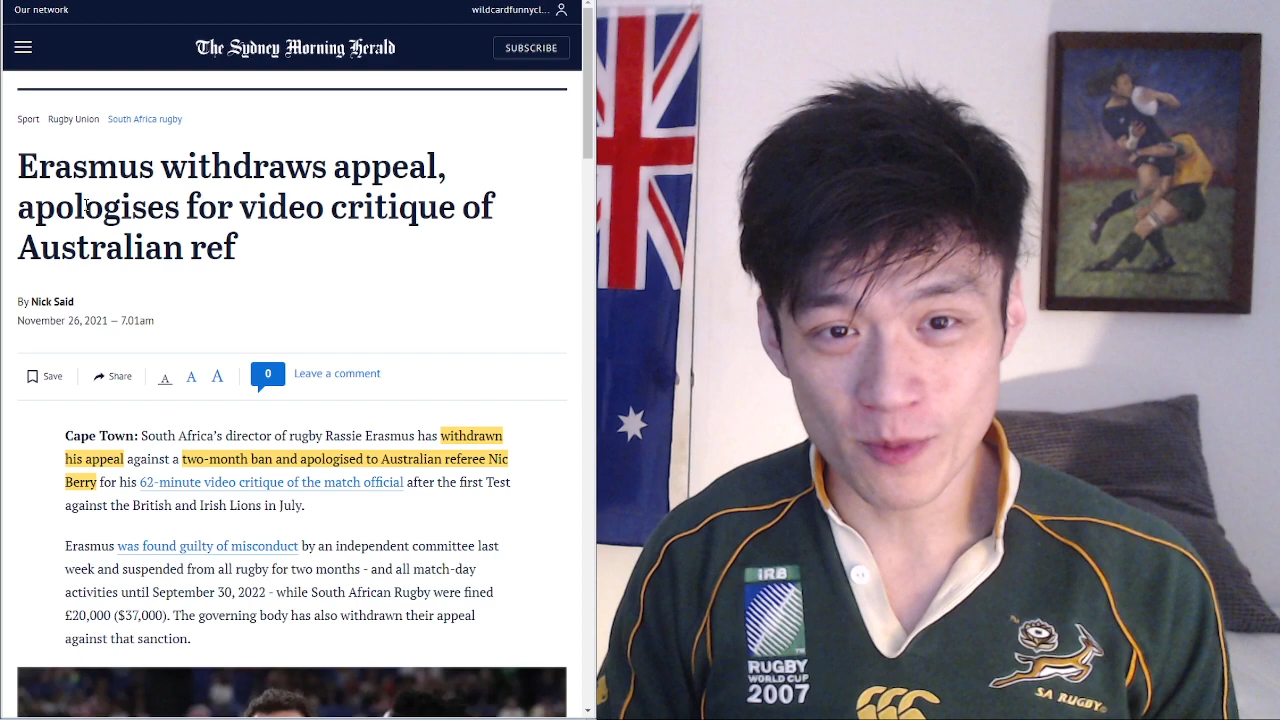 Our network
wildcardfunnycl...
The Sydney Morning Herald
SUBSCRIBE
Sport Rugby Union South Africa rugby
Erasmus withdraws appeal,
apologises for video critique of
Australian ref
By Nick Said
November 26, 2021 — 7.01am
Save Share A A A 0 Leave a comment
Cape Town: South Africa's director of rugby Rassie Erasmus has withdrawn
his appeal against a two-month ban and apologised to Australian referee Nic
Berry for his 62-minute video critique of the match official after the first Test
against the British and Irish Lions in July.
Erasmus was found guilty of misconduct by an independent committee last
week and suspended from all rugby for two months - and all match-day
activities until September 30, 2022 - while South African Rugby were fined
£20,000 ($37,000). The governing body has also withdrawn their appeal
against that sanction.
IRB
TM
RUGBY
WORLD CUP
2007
TM
SA RUGBY